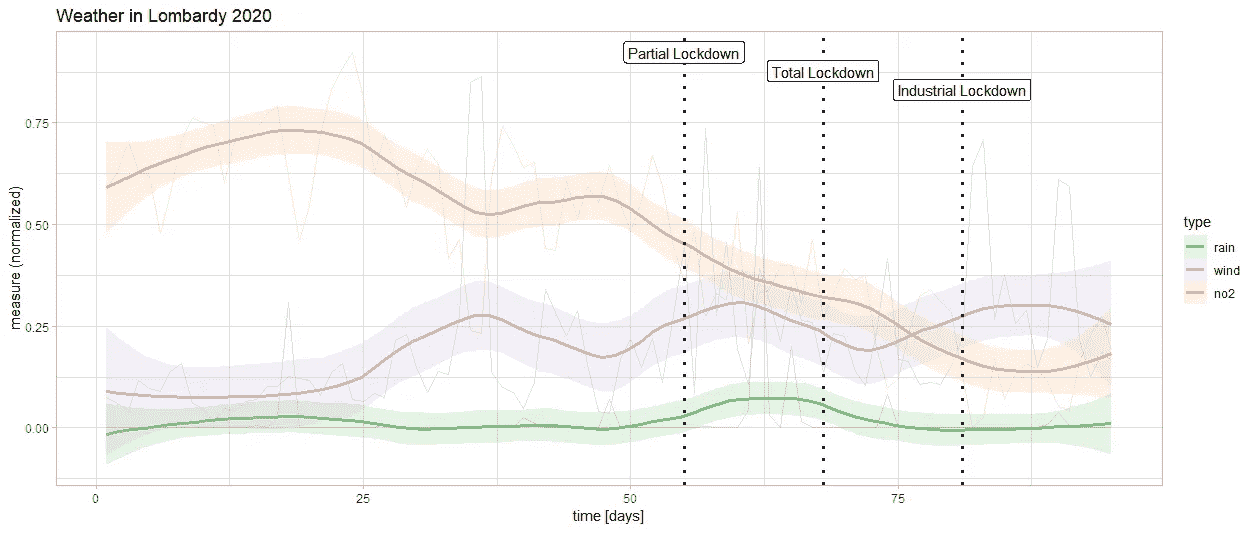 Weather in Lombardy 2020
Partial Lockdown
Total Lockdown
Industrial Lockdown
0.75
0.50
0.25
0.00
measure (normalized)
0
25
50
75
time [days]
type
rain
wind
no2